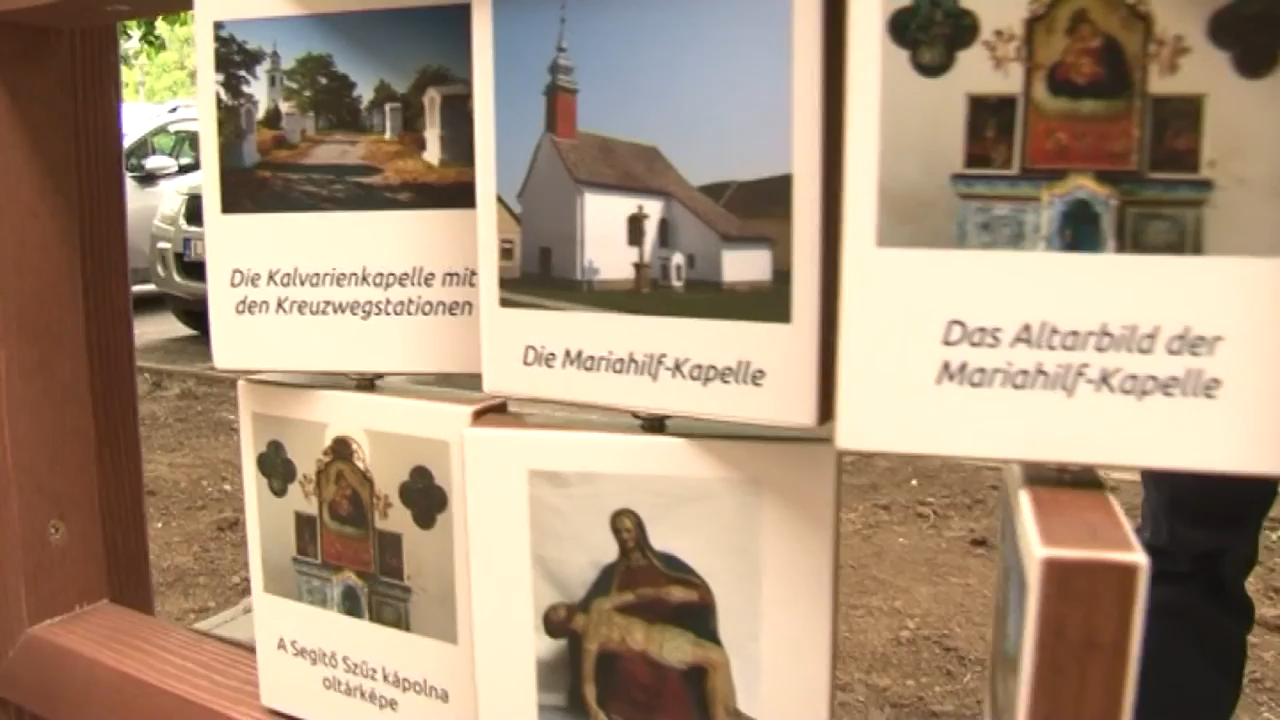 Die Kalvarienkapelle mit
den Kreuzwegstationen
Die Mariahilf-Kapelle
Das Altarbild der
Mariahilf-Kapelle
A Segítő Szűz kápolna
oltárképe